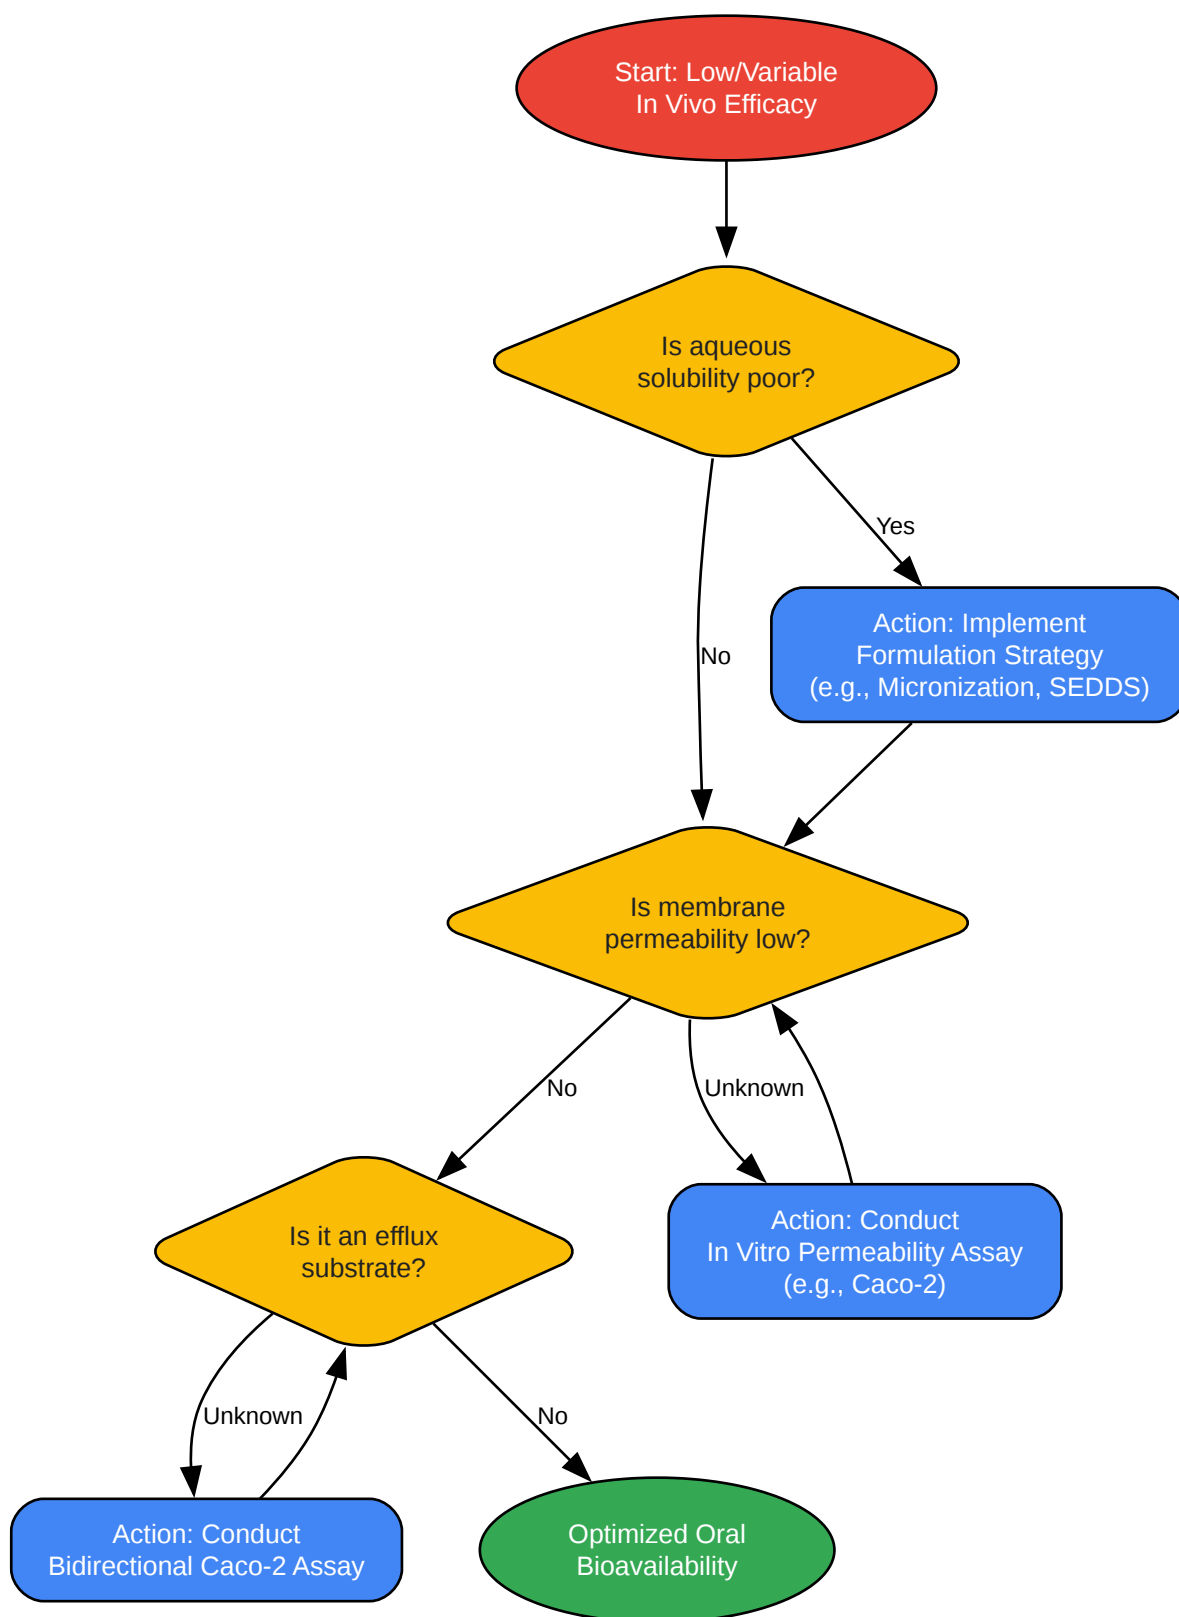 Start: Low/Variable
In Vivo Efficacy
Is aqueous
solubility poor?
Yes
Action: Implement
Formulation Strategy
(e.g., Micronization, SEDDS)
No
Is membrane
permeability low?
No
Unknown
Action: Conduct
In Vitro Permeability Assay
(e.g., Caco-2)
Is it an efflux
substrate?
Unknown
No
Action: Conduct
Bidirectional Caco-2 Assay
Optimized Oral
Bioavailability